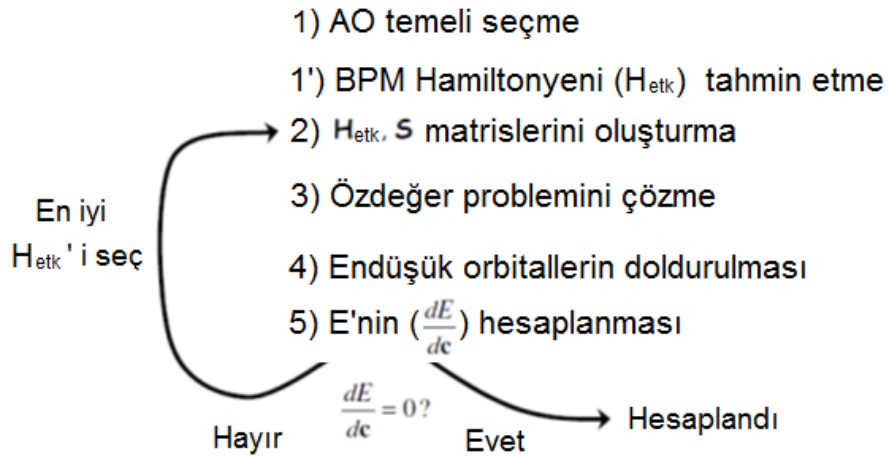 1) AO temeli seçme
1') BPM Hamiltonyeni (Hetk) tahmin etme
2) Hetk, S matrislerini oluşturma
3) Özdeğer problemini çözme
En iyi
Hetk' i seç
4) Endüşük orbitallerin doldurulması
5) E'nin (dE/dc) hesaplanması
dE/dc = 0?
Hesaplandı
Hayır
Evet